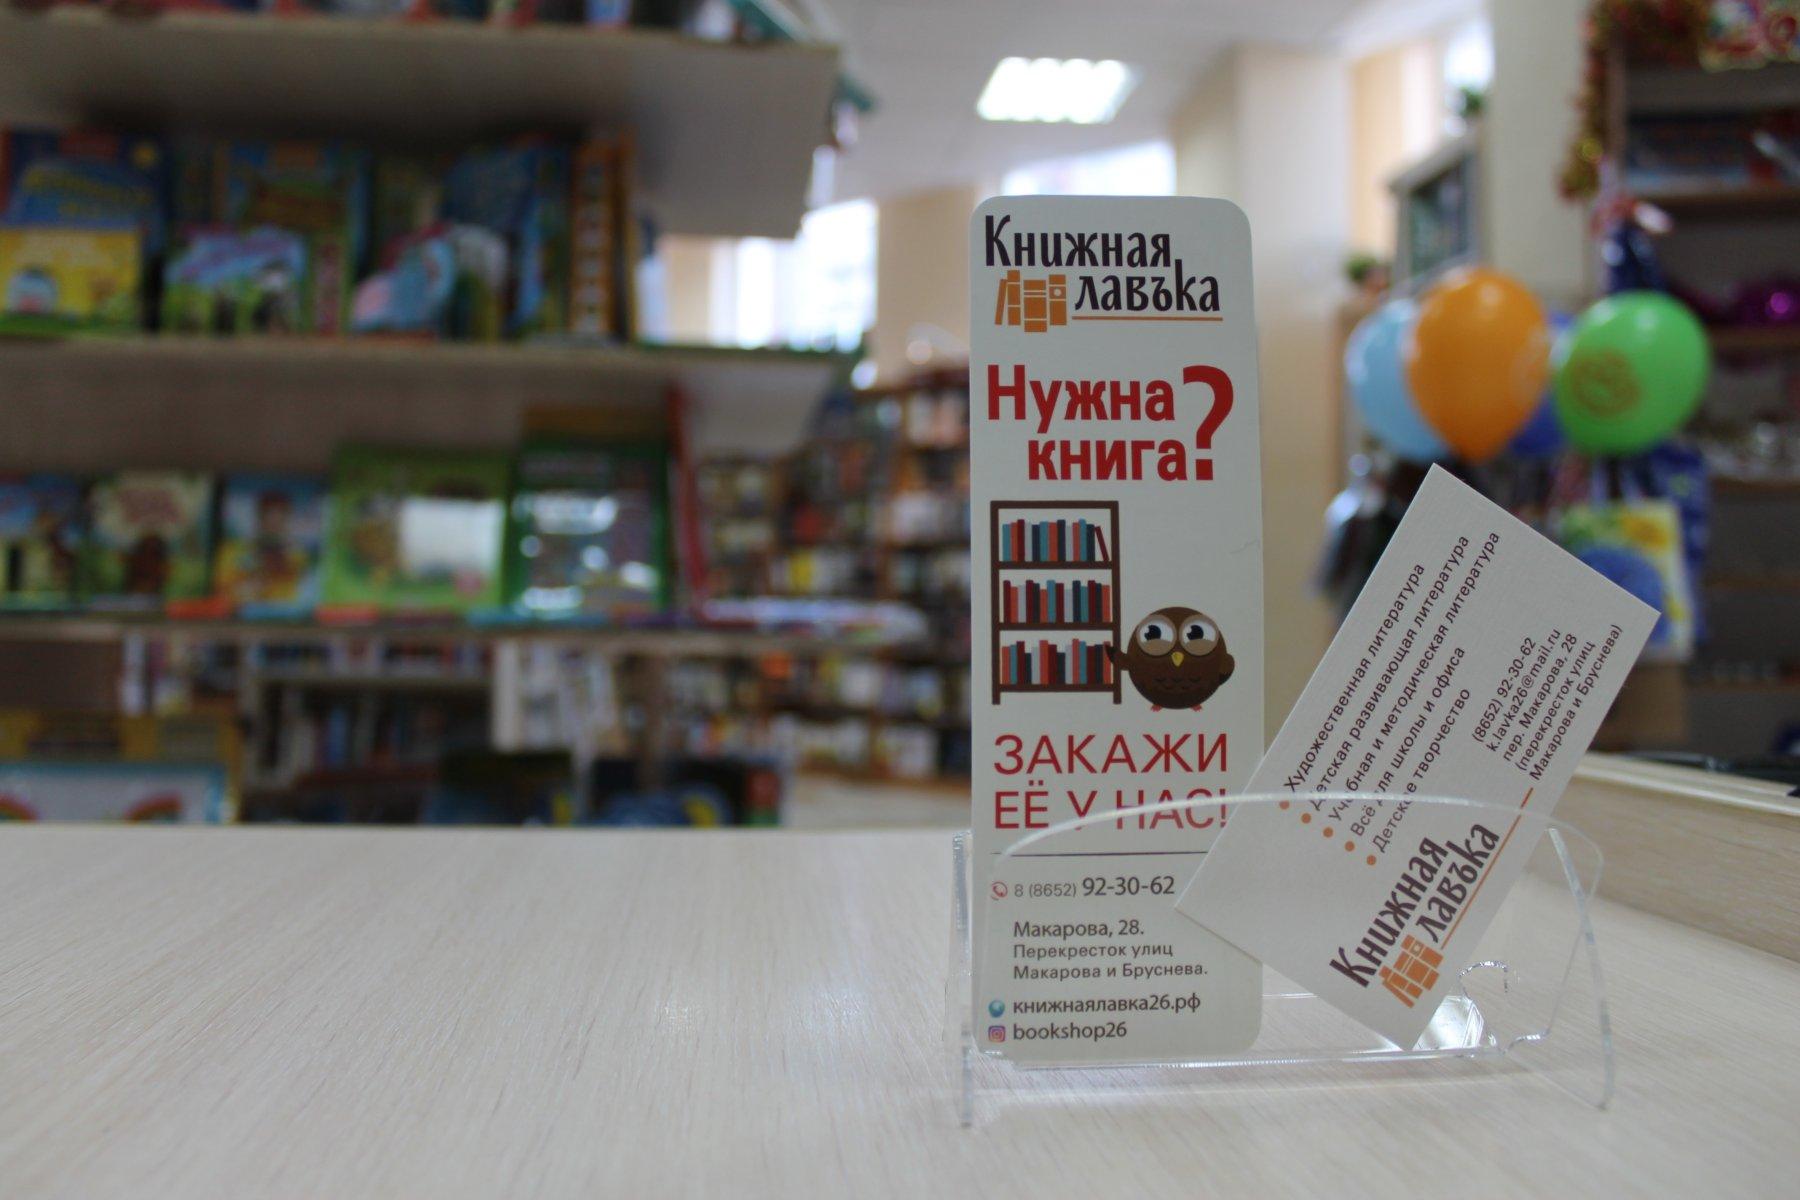 Книжная
лавъка
Нужна
книга?
ЗАКАЖИ
ЕЁ У НАС!
8 (8652) 92-30-62
Макарова, 28.
Перекресток улиц
Макарова и Бруснева.
книжнаялавка26.рф
bookshop26
Художественная литература
Детская развивающая литература
Учебная и методическая литература
Всё для школы и офиса
Детское творчество
(8652) 92-30-62
k.lavka26@mail.ru
пер. Макарова, 28
(перекресток улиц
Макарова и Бруснева)
Книжная
лавъка